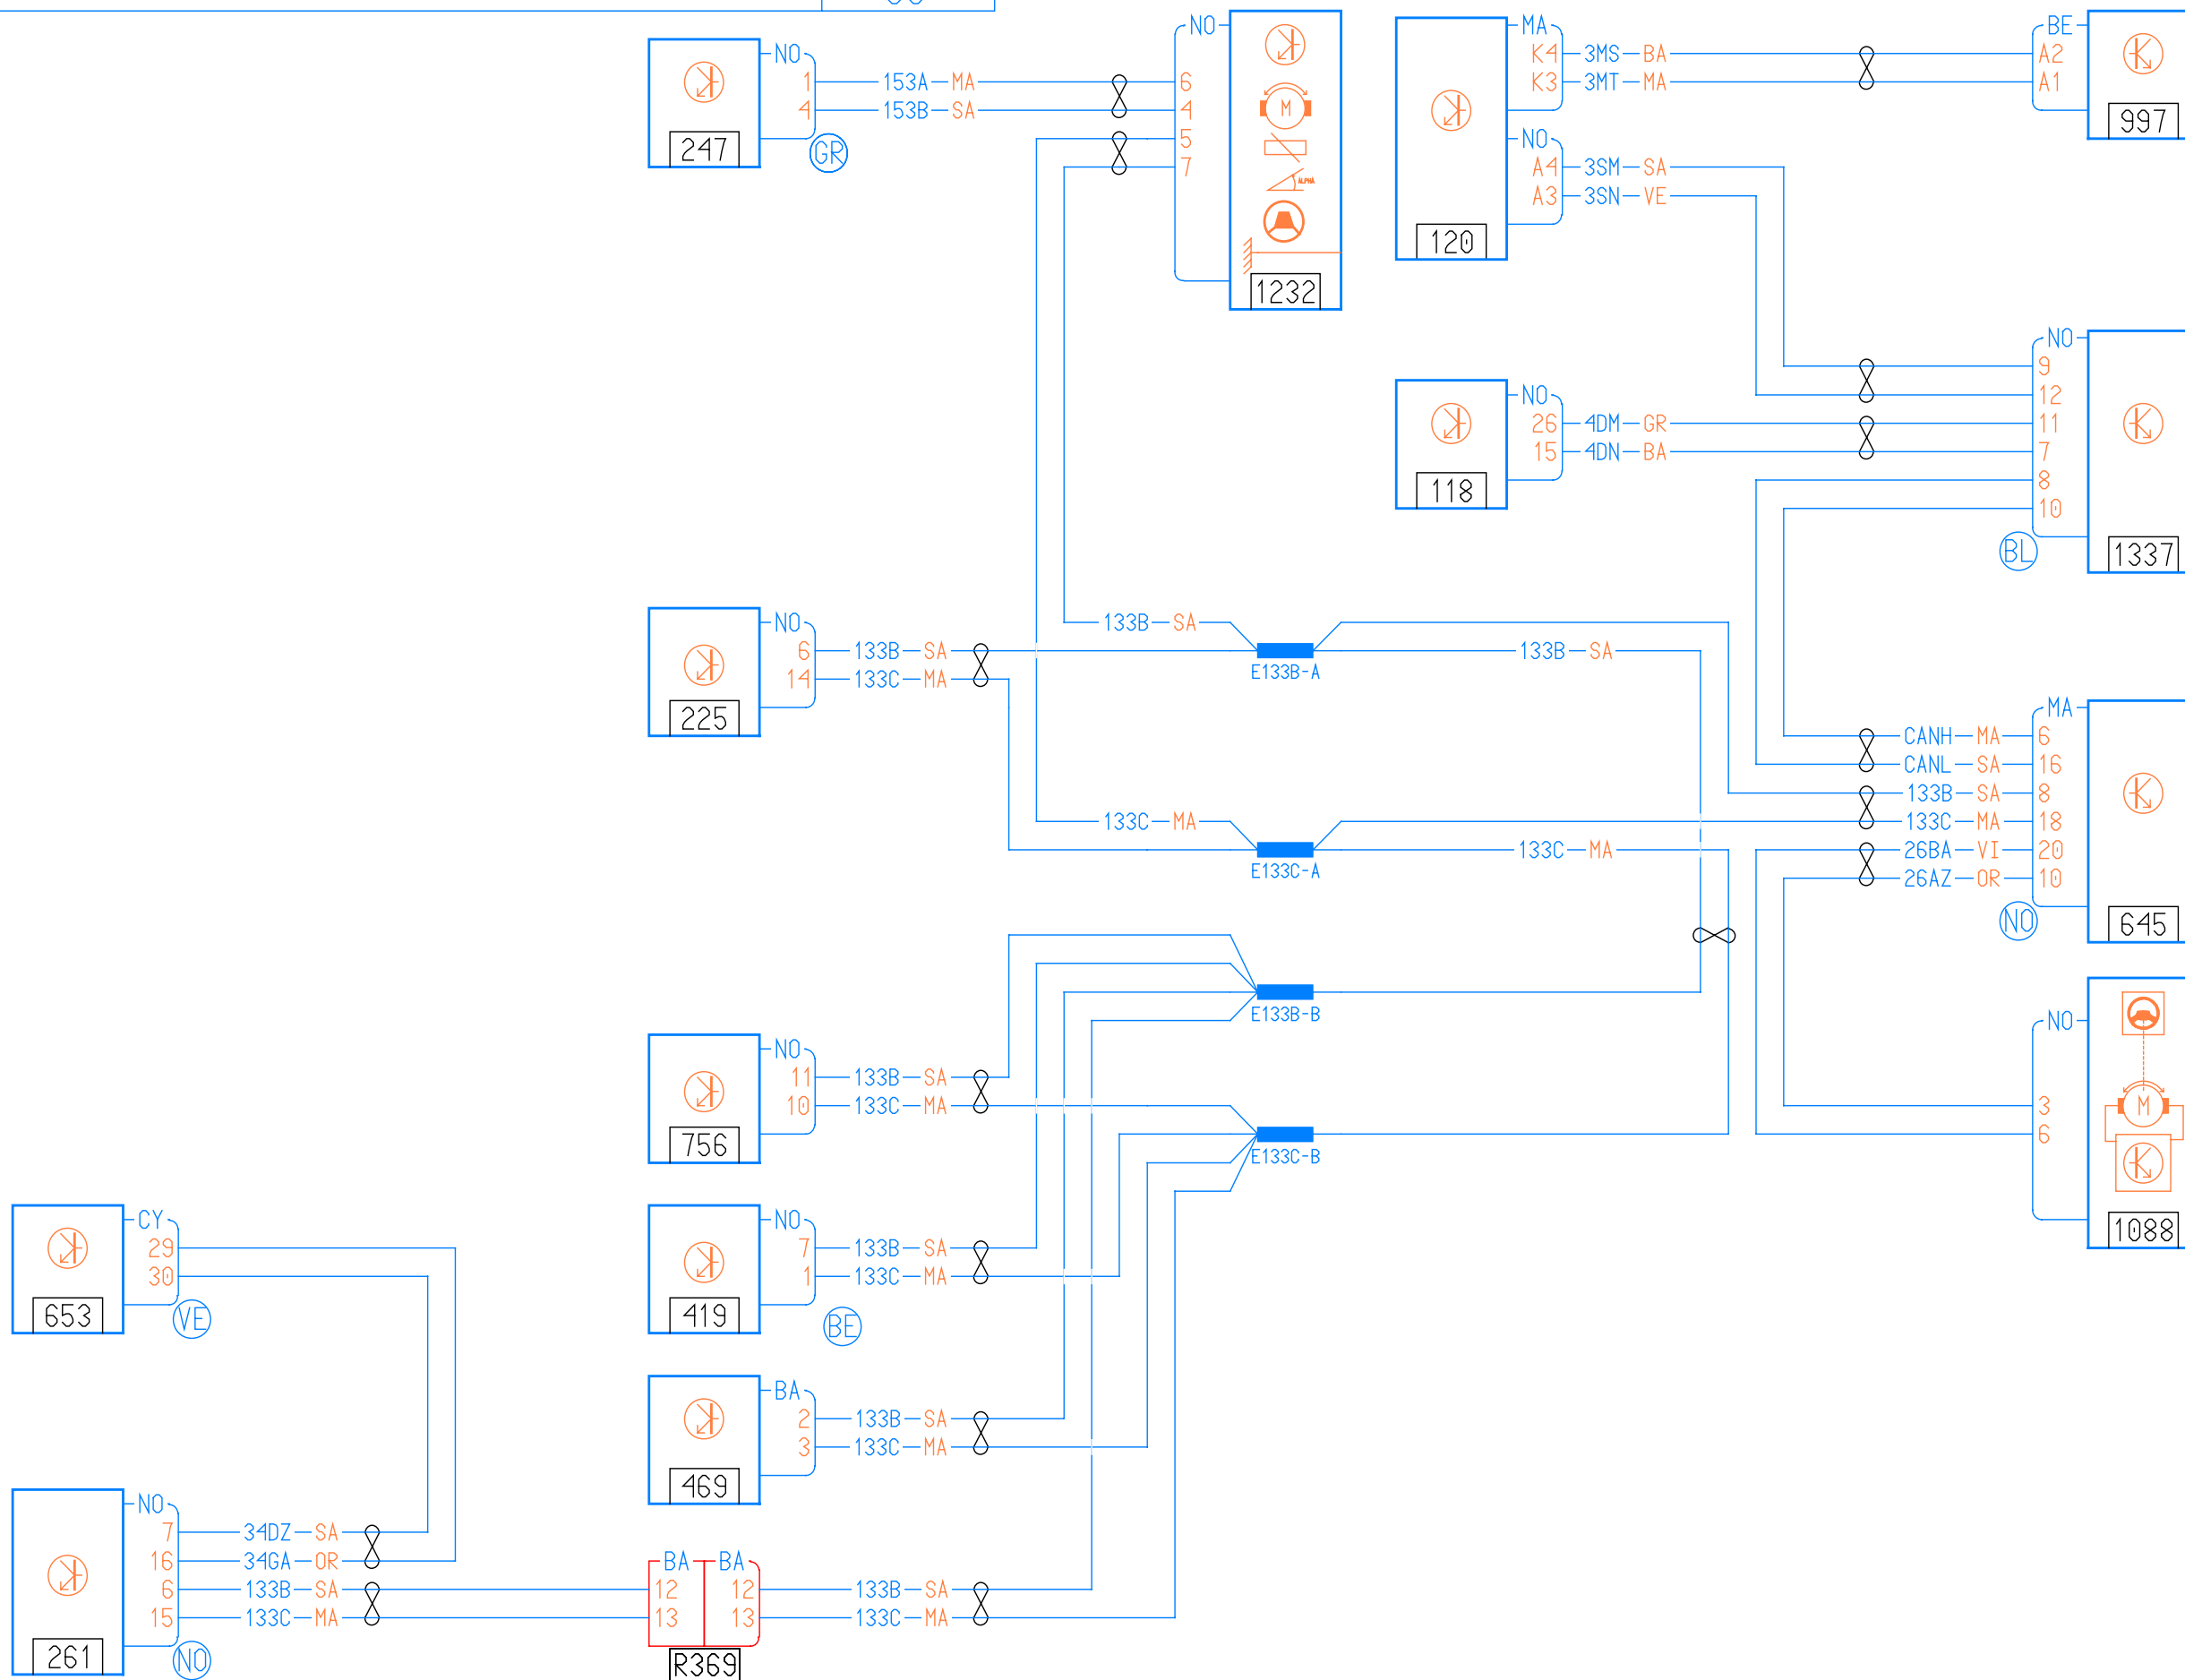 NO
1 153A MA
4 153B SA
247
GR
NO
6
4
5
7
M
ALPHA
1232
MA
K4 3MS BA
K3 3MT MA
NO
A4 3SM SA
A3 3SN VE
120
BE
A2
A1
997
NO
26 4DM GR
15 4DN BA
118
NO
9
12
11
7
8
10
BL
1337
NO
6 133B SA
14 133C MA
225
133B SA
E133B-A
133B SA
133C MA
E133C-A
133C MA
MA
CANH MA 6
CANL SA 16
133B SA 8
133C MA 18
26BA VI 20
26AZ OR 10
NO
645
E133B-B
E133C-B
NO
11 133B SA
10 133C MA
756
NO
3
6
M
1088
CY
29
30
653
VE
NO
7 133B SA
1 133C MA
419
BE
BA
2 133B SA
3 133C MA
469
NO
7 34DZ SA
16 34GA OR
6 133B SA
15 133C MA
261
NO
BA BA
12 12 133B SA
13 13 133C MA
R369